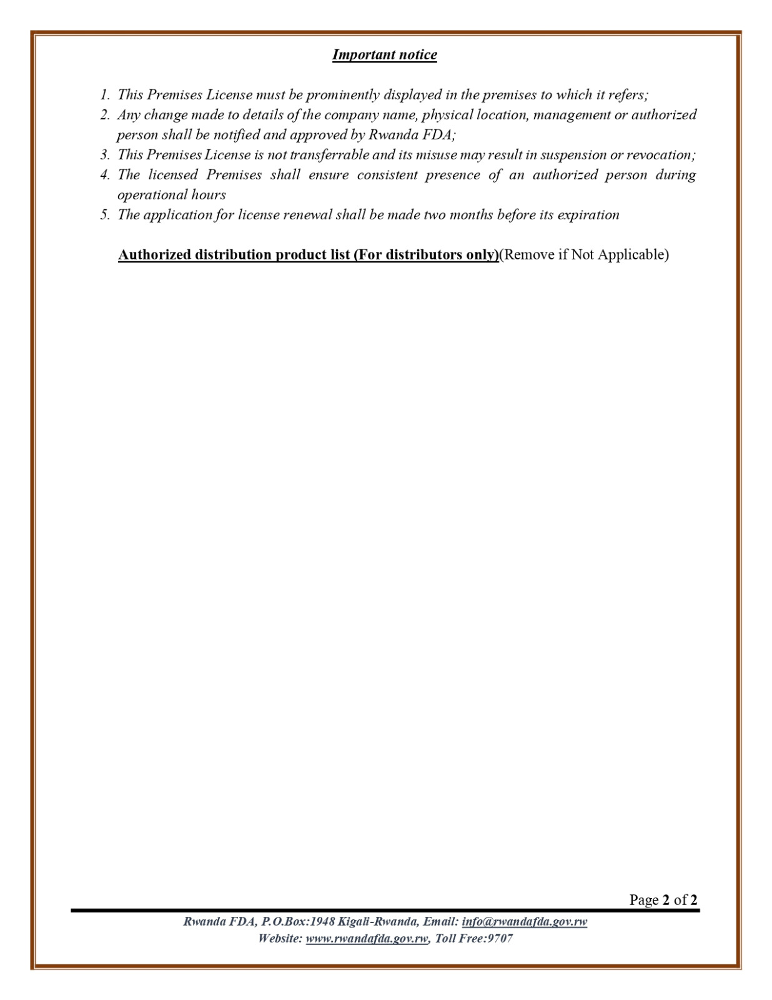 Important notice
1. This Premises License must be prominently displayed in the premises to which it refers;
2. Any change made to details of the company name, physical location, management or authorized
person shall be notified and approved by Rwanda FDA;
3. This Premises License is not transferrable and its misuse may result in suspension or revocation;
4. The licensed Premises shall ensure consistent presence of an authorized person during
operational hours
5. The application for license renewal shall be made two months before its expiration
Authorized distribution product list (For distributors only)(Remove if Not Applicable)
Page 2 of 2
Rwanda FDA, P.O.Box:1948 Kigali-Rwanda, Email: info@rwandafda.gov.rw
Website: www.rwandafda.gov.rw, Toll Free:9707